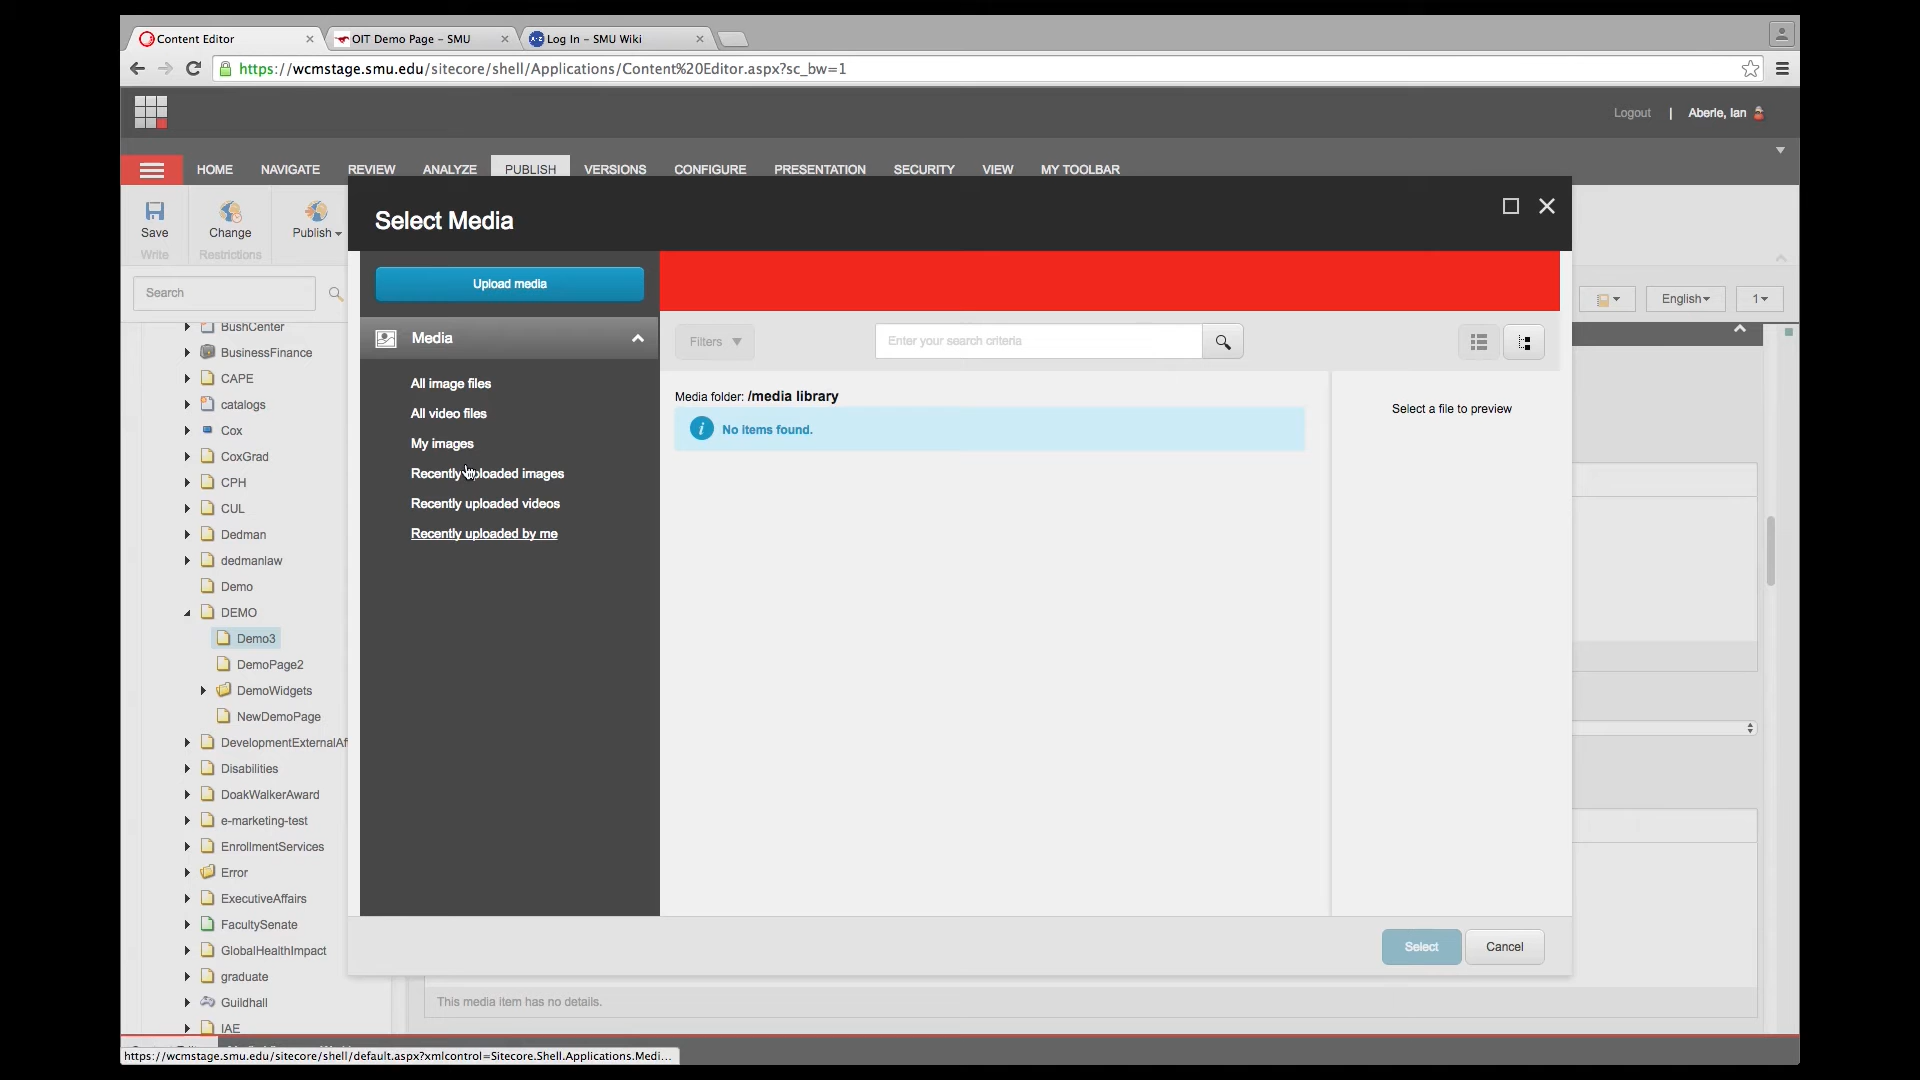 Content Editor
OIT Demo Page – SMU
Log In – SMU Wiki
https://wcmstage.smu.edu/sitecore/shell/Applications/Content%20Editor.aspx?sc_bw=1
Logout | Aberle, Ian
HOME NAVIGATE REVIEW ANALYZE PUBLISH VERSIONS CONFIGURE PRESENTATION SECURITY VIEW MY TOOLBAR
Save
Change
Publish
Write
Restrictions
Search
English
1
BushCenter
BusinessFinance
CAPE
catalogs
Cox
CoxGrad
CPH
CUL
Dedman
dedmanlaw
Demo
DEMO
Demo3
DemoPage2
DemoWidgets
NewDemoPage
DevelopmentExternalAf
Disabilities
DoakWalkerAward
e-marketing-test
EnrollmentServices
Error
ExecutiveAffairs
FacultySenate
GlobalHealthImpact
graduate
Guildhall
IAE
Select Media
Upload media
Media
All image files
All video files
My images
Recently uploaded images
Recently uploaded videos
Recently uploaded by me
Filters
Enter your search criteria
Media folder: /media library
No items found.
Select a file to preview
Select
Cancel
This media item has no details.
https://wcmstage.smu.edu/sitecore/shell/default.aspx?xmlcontrol=Sitecore.Shell.Applications.Medi...